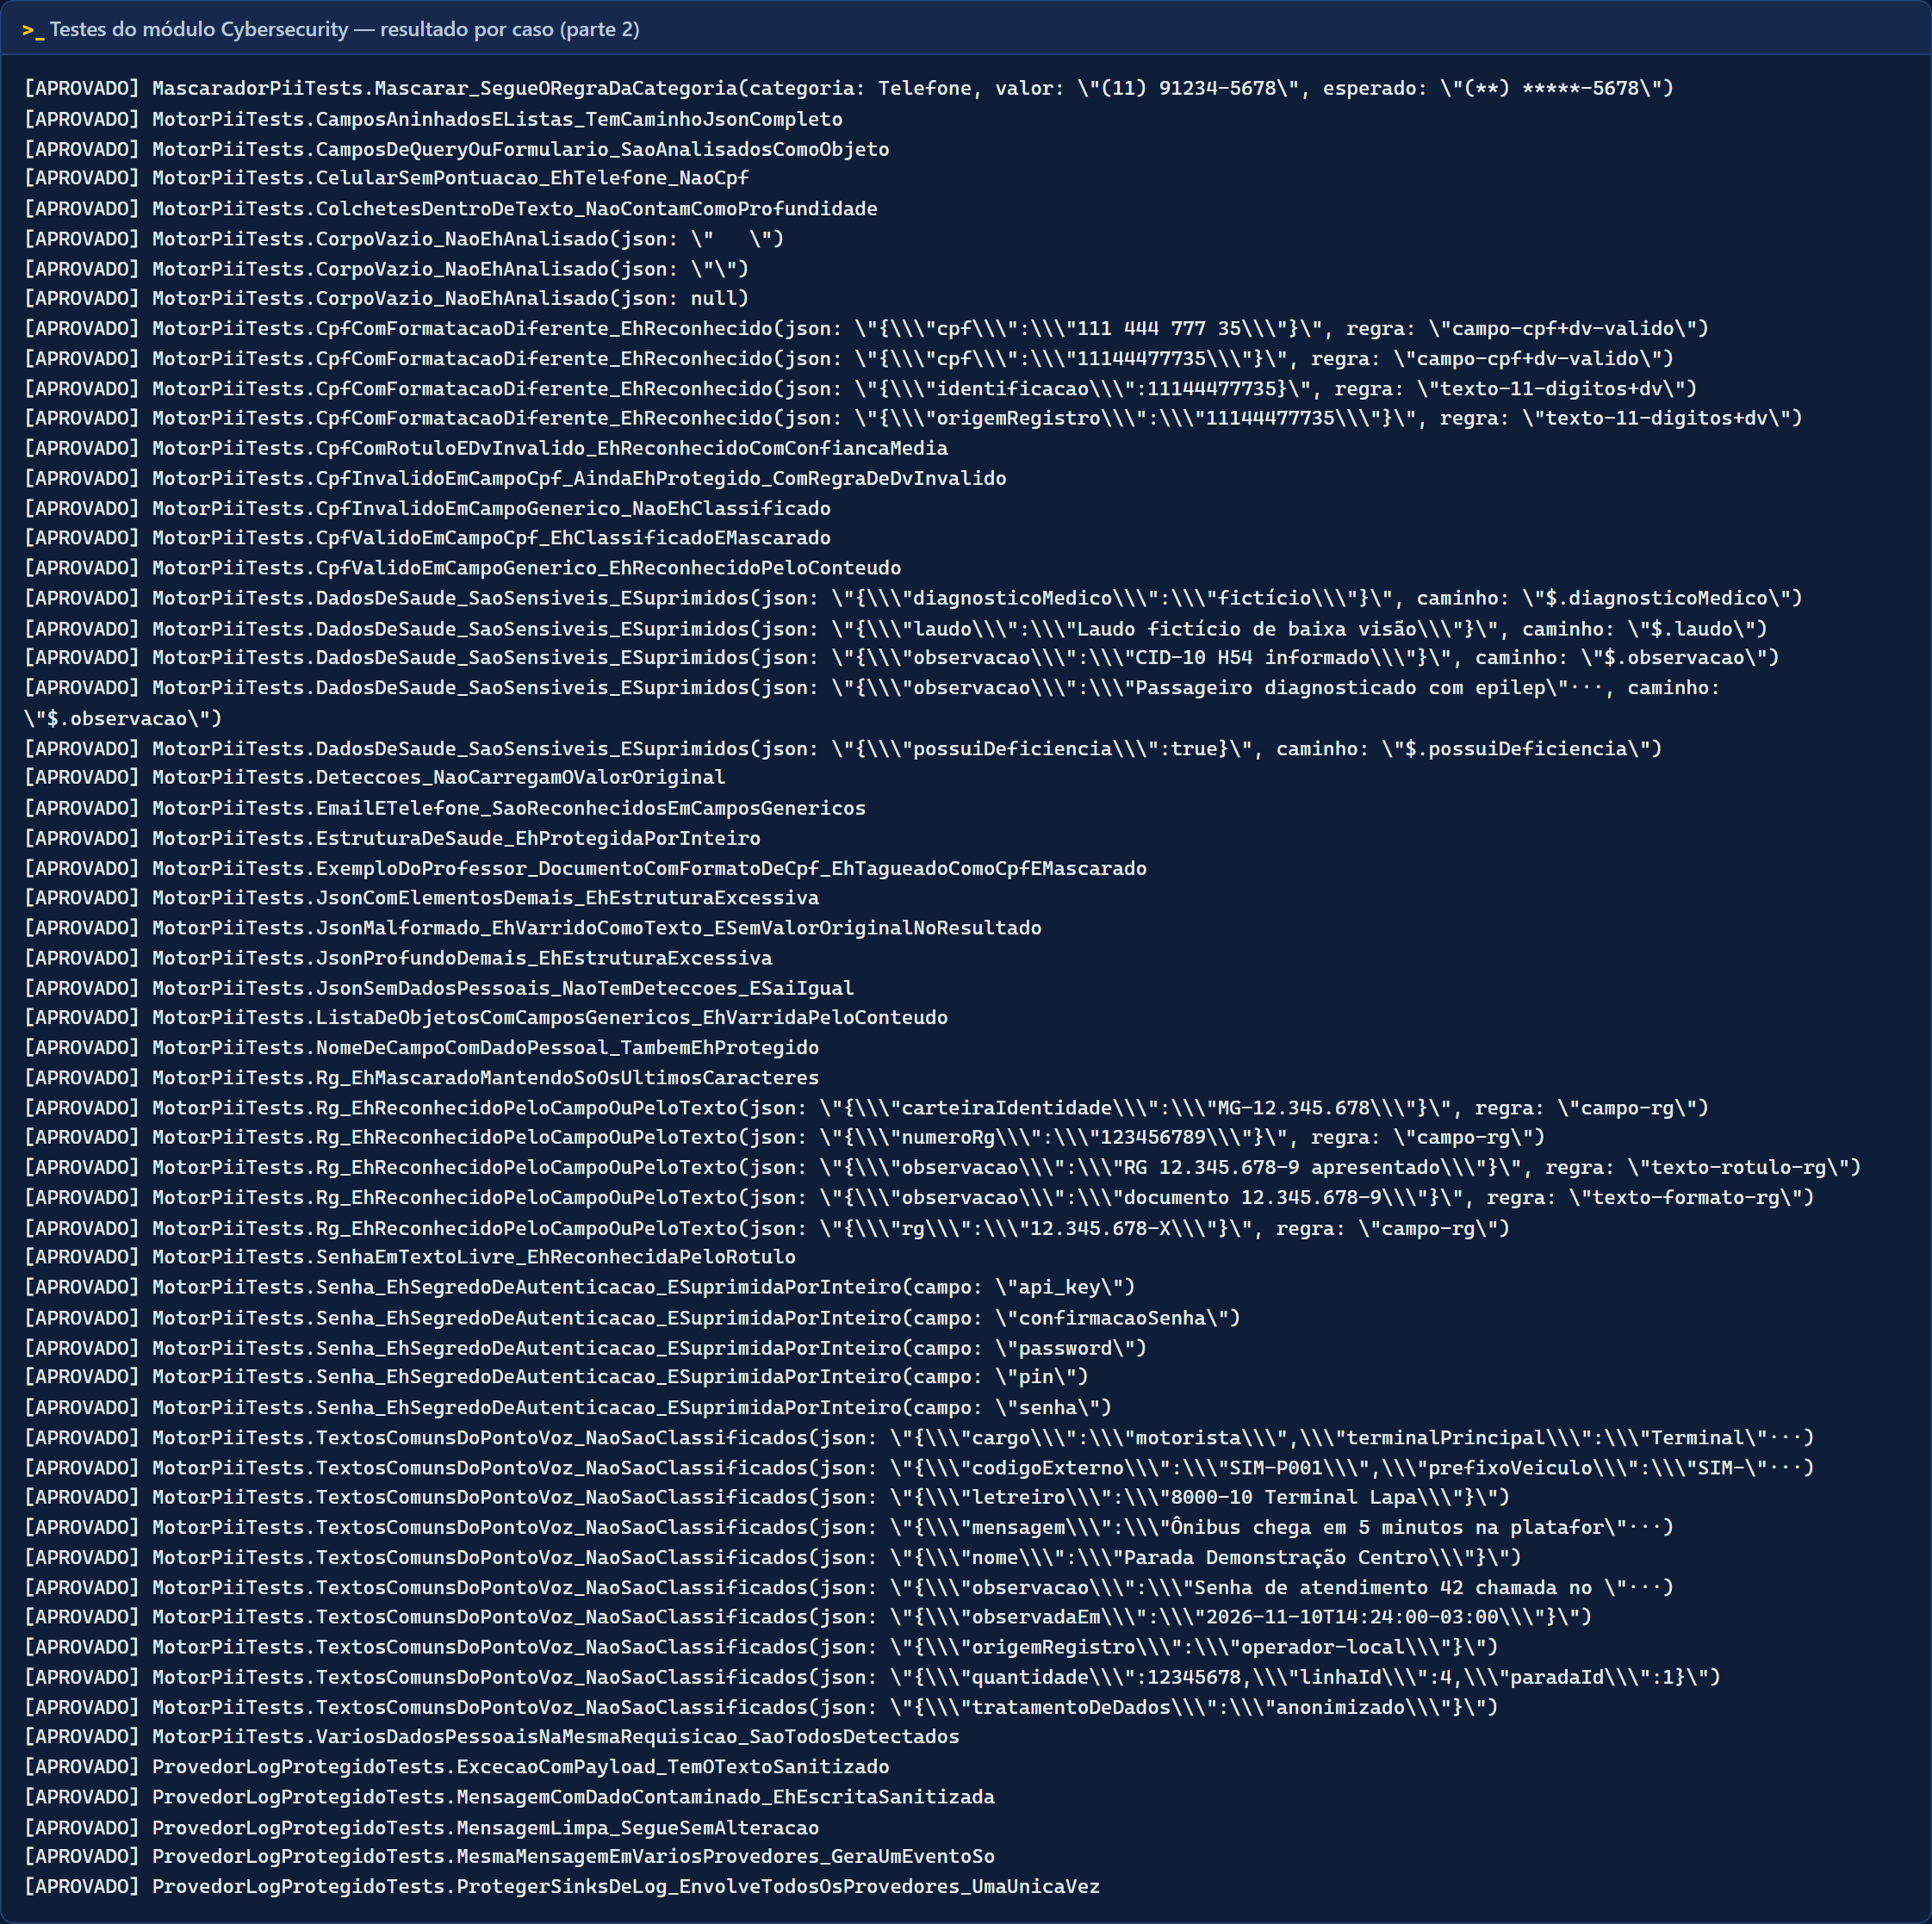 >_ Testes do módulo Cybersecurity — resultado por caso (parte 2)
[APROVADO] MascaradorPiiTests.Mascarar_SegueORegraDaCategoria(categoria: Telefone, valor: \"(11) 91234-5678\", esperado: \"(**) *****-5678\")
[APROVADO] MotorPiiTests.CamposAninhadosEListas_TemCaminhoJsonCompleto
[APROVADO] MotorPiiTests.CamposDeQueryOuFormulario_SaoAnalisadosComoObjeto
[APROVADO] MotorPiiTests.CelularSemPontuacao_EhTelefone_NaoCpf
[APROVADO] MotorPiiTests.ColchetesDentroDeTexto_NaoContamComoProfundidade
[APROVADO] MotorPiiTests.CorpoVazio_NaoEhAnalisado(json: \"   \")
[APROVADO] MotorPiiTests.CorpoVazio_NaoEhAnalisado(json: \"\")
[APROVADO] MotorPiiTests.CorpoVazio_NaoEhAnalisado(json: null)
[APROVADO] MotorPiiTests.CpfComFormatacaoDiferente_EhReconhecido(json: \"{\\\"cpf\\\":\\\"111 444 777 35\\\"}\", regra: \"campo-cpf+dv-valido\")
[APROVADO] MotorPiiTests.CpfComFormatacaoDiferente_EhReconhecido(json: \"{\\\"cpf\\\":\\\"11144477735\\\"}\", regra: \"campo-cpf+dv-valido\")
[APROVADO] MotorPiiTests.CpfComFormatacaoDiferente_EhReconhecido(json: \"{\\\"identificacao\\\":11144477735}\", regra: \"texto-11-digitos+dv\")
[APROVADO] MotorPiiTests.CpfComFormatacaoDiferente_EhReconhecido(json: \"{\\\"origemRegistro\\\":\\\"11144477735\\\"}\", regra: \"texto-11-digitos+dv\")
[APROVADO] MotorPiiTests.CpfComRotuloEDvInvalido_EhReconhecidoComConfiancaMedia
[APROVADO] MotorPiiTests.CpfInvalidoEmCampoCpf_AindaEhProtegido_ComRegraDeDvInvalido
[APROVADO] MotorPiiTests.CpfInvalidoEmCampoGenerico_NaoEhClassificado
[APROVADO] MotorPiiTests.CpfValidoEmCampoCpf_EhClassificadoEMascarado
[APROVADO] MotorPiiTests.CpfValidoEmCampoGenerico_EhReconhecidoPeloConteudo
[APROVADO] MotorPiiTests.DadosDeSaude_SaoSensiveis_ESuprimidos(json: \"{\\\"diagnosticoMedico\\\":\\\"fictício\\\"}\", caminho: \"$.diagnosticoMedico\")
[APROVADO] MotorPiiTests.DadosDeSaude_SaoSensiveis_ESuprimidos(json: \"{\\\"laudo\\\":\\\"Laudo fictício de baixa visão\\\"}\", caminho: \"$.laudo\")
[APROVADO] MotorPiiTests.DadosDeSaude_SaoSensiveis_ESuprimidos(json: \"{\\\"observacao\\\":\\\"CID-10 H54 informado\\\"}\", caminho: \"$.observacao\")
[APROVADO] MotorPiiTests.DadosDeSaude_SaoSensiveis_ESuprimidos(json: \"{\\\"observacao\\\":\\\"Passageiro diagnosticado com epilep\"···, caminho:
\"$.observacao\")
[APROVADO] MotorPiiTests.DadosDeSaude_SaoSensiveis_ESuprimidos(json: \"{\\\"possuiDeficiencia\\\":true}\", caminho: \"$.possuiDeficiencia\")
[APROVADO] MotorPiiTests.Deteccoes_NaoCarregamOValorOriginal
[APROVADO] MotorPiiTests.EmailETelefone_SaoReconhecidosEmCamposGenericos
[APROVADO] MotorPiiTests.EstruturaDeSaude_EhProtegidaPorInteiro
[APROVADO] MotorPiiTests.ExemploDoProfessor_DocumentoComFormatoDeCpf_EhTagueadoComoCpfEMascarado
[APROVADO] MotorPiiTests.JsonComElementosDemais_EhEstruturaExcessiva
[APROVADO] MotorPiiTests.JsonMalformado_EhVarridoComoTexto_ESemValorOriginalNoResultado
[APROVADO] MotorPiiTests.JsonProfundoDemais_EhEstruturaExcessiva
[APROVADO] MotorPiiTests.JsonSemDadosPessoais_NaoTemDeteccoes_ESaiIgual
[APROVADO] MotorPiiTests.ListaDeObjetosComCamposGenericos_EhVarridaPeloConteudo
[APROVADO] MotorPiiTests.NomeDeCampoComDadoPessoal_TambemEhProtegido
[APROVADO] MotorPiiTests.Rg_EhMascaradoMantendoSoOsUltimosCaracteres
[APROVADO] MotorPiiTests.Rg_EhReconhecidoPeloCampoOuPeloTexto(json: \"{\\\"carteiraIdentidade\\\":\\\"MG-12.345.678\\\"}\", regra: \"campo-rg\")
[APROVADO] MotorPiiTests.Rg_EhReconhecidoPeloCampoOuPeloTexto(json: \"{\\\"numeroRg\\\":\\\"123456789\\\"}\", regra: \"campo-rg\")
[APROVADO] MotorPiiTests.Rg_EhReconhecidoPeloCampoOuPeloTexto(json: \"{\\\"observacao\\\":\\\"RG 12.345.678-9 apresentado\\\"}\", regra: \"texto-rotulo-rg\")
[APROVADO] MotorPiiTests.Rg_EhReconhecidoPeloCampoOuPeloTexto(json: \"{\\\"observacao\\\":\\\"documento 12.345.678-9\\\"}\", regra: \"texto-formato-rg\")
[APROVADO] MotorPiiTests.Rg_EhReconhecidoPeloCampoOuPeloTexto(json: \"{\\\"rg\\\":\\\"12.345.678-X\\\"}\", regra: \"campo-rg\")
[APROVADO] MotorPiiTests.SenhaEmTextoLivre_EhReconhecidaPeloRotulo
[APROVADO] MotorPiiTests.Senha_EhSegredoDeAutenticacao_ESuprimidaPorInteiro(campo: \"api_key\")
[APROVADO] MotorPiiTests.Senha_EhSegredoDeAutenticacao_ESuprimidaPorInteiro(campo: \"confirmacaoSenha\")
[APROVADO] MotorPiiTests.Senha_EhSegredoDeAutenticacao_ESuprimidaPorInteiro(campo: \"password\")
[APROVADO] MotorPiiTests.Senha_EhSegredoDeAutenticacao_ESuprimidaPorInteiro(campo: \"pin\")
[APROVADO] MotorPiiTests.Senha_EhSegredoDeAutenticacao_ESuprimidaPorInteiro(campo: \"senha\")
[APROVADO] MotorPiiTests.TextosComunsDoPontoVoz_NaoSaoClassificados(json: \"{\\\"cargo\\\":\\\"motorista\\\",\\\"terminalPrincipal\\\":\\\"Terminal\"···)
[APROVADO] MotorPiiTests.TextosComunsDoPontoVoz_NaoSaoClassificados(json: \"{\\\"codigoExterno\\\":\\\"SIM-P001\\\",\\\"prefixoVeiculo\\\":\\\"SIM-\"···)
[APROVADO] MotorPiiTests.TextosComunsDoPontoVoz_NaoSaoClassificados(json: \"{\\\"letreiro\\\":\\\"8000-10 Terminal Lapa\\\"}\")
[APROVADO] MotorPiiTests.TextosComunsDoPontoVoz_NaoSaoClassificados(json: \"{\\\"mensagem\\\":\\\"Ônibus chega em 5 minutos na platafor\"···)
[APROVADO] MotorPiiTests.TextosComunsDoPontoVoz_NaoSaoClassificados(json: \"{\\\"nome\\\":\\\"Parada Demonstração Centro\\\"}\")
[APROVADO] MotorPiiTests.TextosComunsDoPontoVoz_NaoSaoClassificados(json: \"{\\\"observacao\\\":\\\"Senha de atendimento 42 chamada no \"···)
[APROVADO] MotorPiiTests.TextosComunsDoPontoVoz_NaoSaoClassificados(json: \"{\\\"observadaEm\\\":\\\"2026-11-10T14:24:00-03:00\\\"}\")
[APROVADO] MotorPiiTests.TextosComunsDoPontoVoz_NaoSaoClassificados(json: \"{\\\"origemRegistro\\\":\\\"operador-local\\\"}\")
[APROVADO] MotorPiiTests.TextosComunsDoPontoVoz_NaoSaoClassificados(json: \"{\\\"quantidade\\\":12345678,\\\"linhaId\\\":4,\\\"paradaId\\\":1}\")
[APROVADO] MotorPiiTests.TextosComunsDoPontoVoz_NaoSaoClassificados(json: \"{\\\"tratamentoDeDados\\\":\\\"anonimizado\\\"}\")
[APROVADO] MotorPiiTests.VariosDadosPessoaisNaMesmaRequisicao_SaoTodosDetectados
[APROVADO] ProvedorLogProtegidoTests.ExcecaoComPayload_TemOTextoSanitizado
[APROVADO] ProvedorLogProtegidoTests.MensagemComDadoContaminado_EhEscritaSanitizada
[APROVADO] ProvedorLogProtegidoTests.MensagemLimpa_SegueSemAlteracao
[APROVADO] ProvedorLogProtegidoTests.MesmaMensagemEmVariosProvedores_GeraUmEventoSo
[APROVADO] ProvedorLogProtegidoTests.ProtegerSinksDeLog_EnvolveTodosOsProvedores_UmaUnicaVez